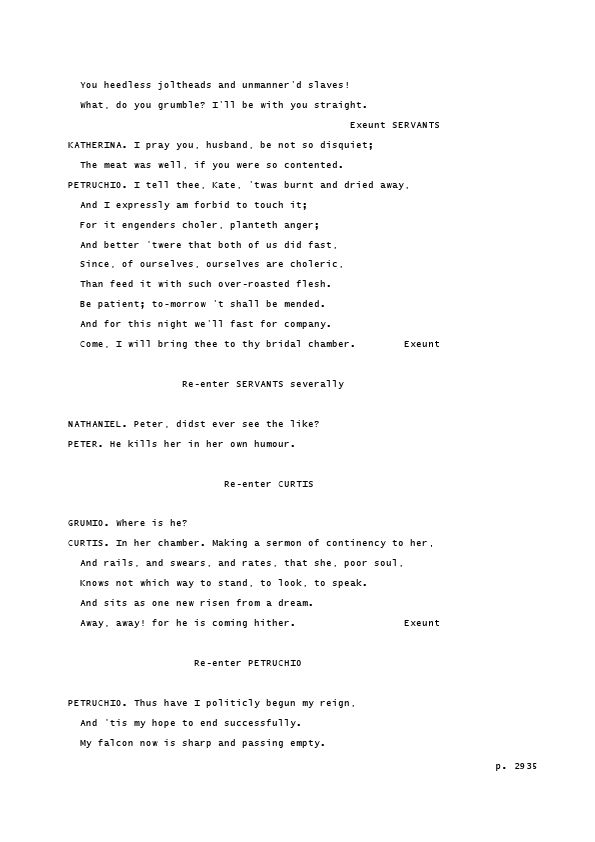 You heedless joltheads and unmanner'd slaves!
What, do you grumble? I'll be with you straight.
Exeunt SERVANTS
KATHERINA. I pray you, husband, be not so disquiet;
The meat was well, if you were so contented.
PETRUCHIO. I tell thee, Kate, 'twas burnt and dried away,
And I expressly am forbid to touch it;
For it engenders choler, planteth anger;
And better 'twere that both of us did fast,
Since, of ourselves, ourselves are choleric,
Than feed it with such over-roasted flesh.
Be patient; to-morrow 't shall be mended.
And for this night we'll fast for company.
Come, I will bring thee to thy bridal chamber. Exeunt
Re-enter SERVANTS severally
NATHANIEL. Peter, didst ever see the like?
PETER. He kills her in her own humour.
Re-enter CURTIS
GRUMIO. Where is he?
CURTIS. In her chamber. Making a sermon of continency to her,
And rails, and swears, and rates, that she, poor soul,
Knows not which way to stand, to look, to speak.
And sits as one new risen from a dream.
Away, away! for he is coming hither. Exeunt
Re-enter PETRUCHIO
PETRUCHIO. Thus have I politicly begun my reign,
And 'tis my hope to end successfully.
My falcon now is sharp and passing empty.
p. 2935